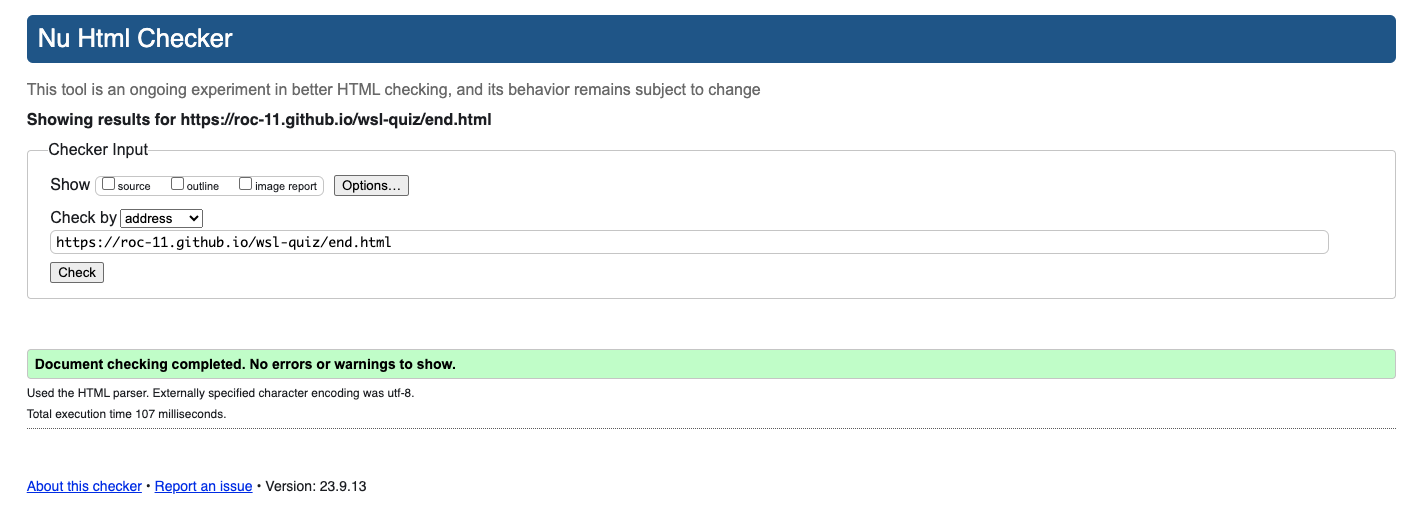 Nu Html Checker
This tool is an ongoing experiment in better HTML checking, and its behavior remains subject to change
Showing results for https://roc-11.github.io/wsl-quiz/end.html
Checker Input
Show source outline image report Options...
Check by address
https://roc-11.github.io/wsl-quiz/end.html
Check
Document checking completed. No errors or warnings to show.
Used the HTML parser. Externally specified character encoding was utf-8.
Total execution time 107 milliseconds.
About this checker • Report an issue • Version: 23.9.13